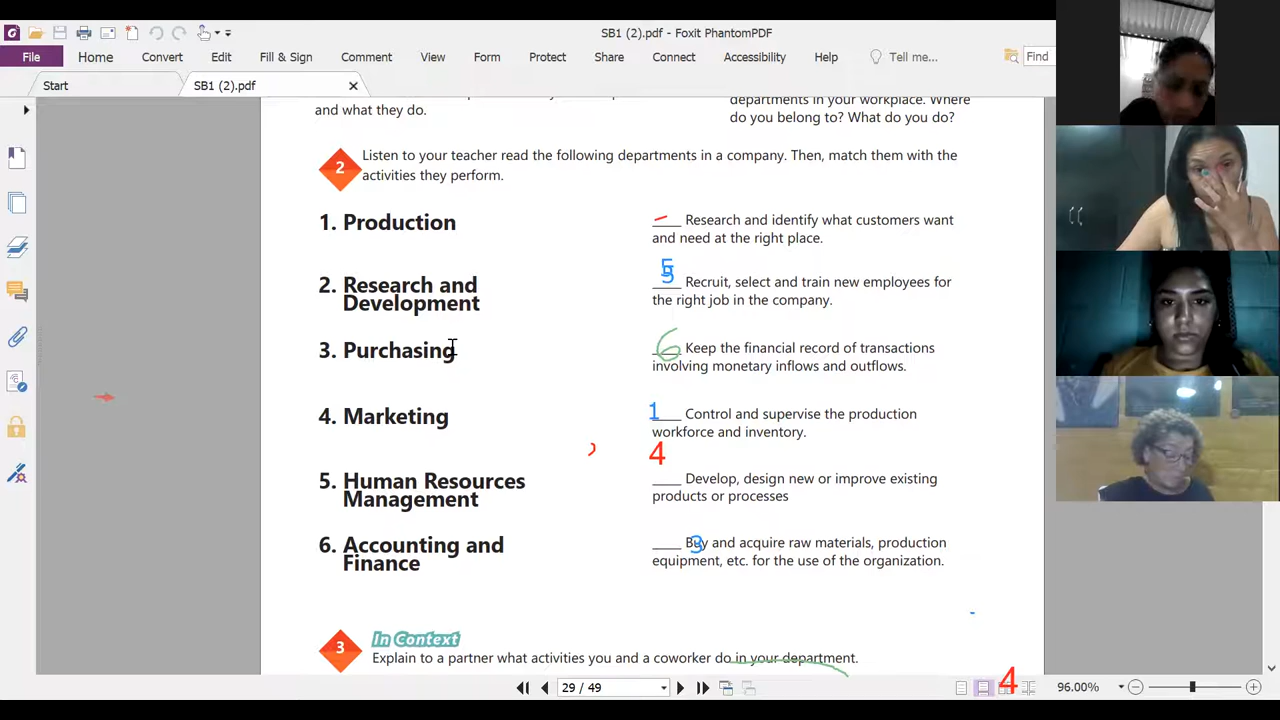 SB1 (2).pdf - Foxit PhantomPDF
File Home Convert Edit Fill & Sign Comment View Form Protect Share Connect Accessibility Help Tell me... Find
Start SB1 (2).pdf
and what they do.
departments in your workplace. Where
do you belong to? What do you do?
2 Listen to your teacher read the following departments in a company. Then, match them with the
activities they perform.
1. Production
____ Research and identify what customers want
and need at the right place.
2. Research and
Development
5
5
____ Recruit, select and train new employees for
the right job in the company.
3. Purchasing
6
____ Keep the financial record of transactions
involving monetary inflows and outflows.
4. Marketing
1
____ Control and supervise the production
workforce and inventory.
5. Human Resources
Management
4
____ Develop, design new or improve existing
products or processes
6. Accounting and
Finance
3
____ Buy and acquire raw materials, production
equipment, etc. for the use of the organization.
3 In Context
Explain to a partner what activities you and a coworker do in your department.
4
29 / 49
96.00%